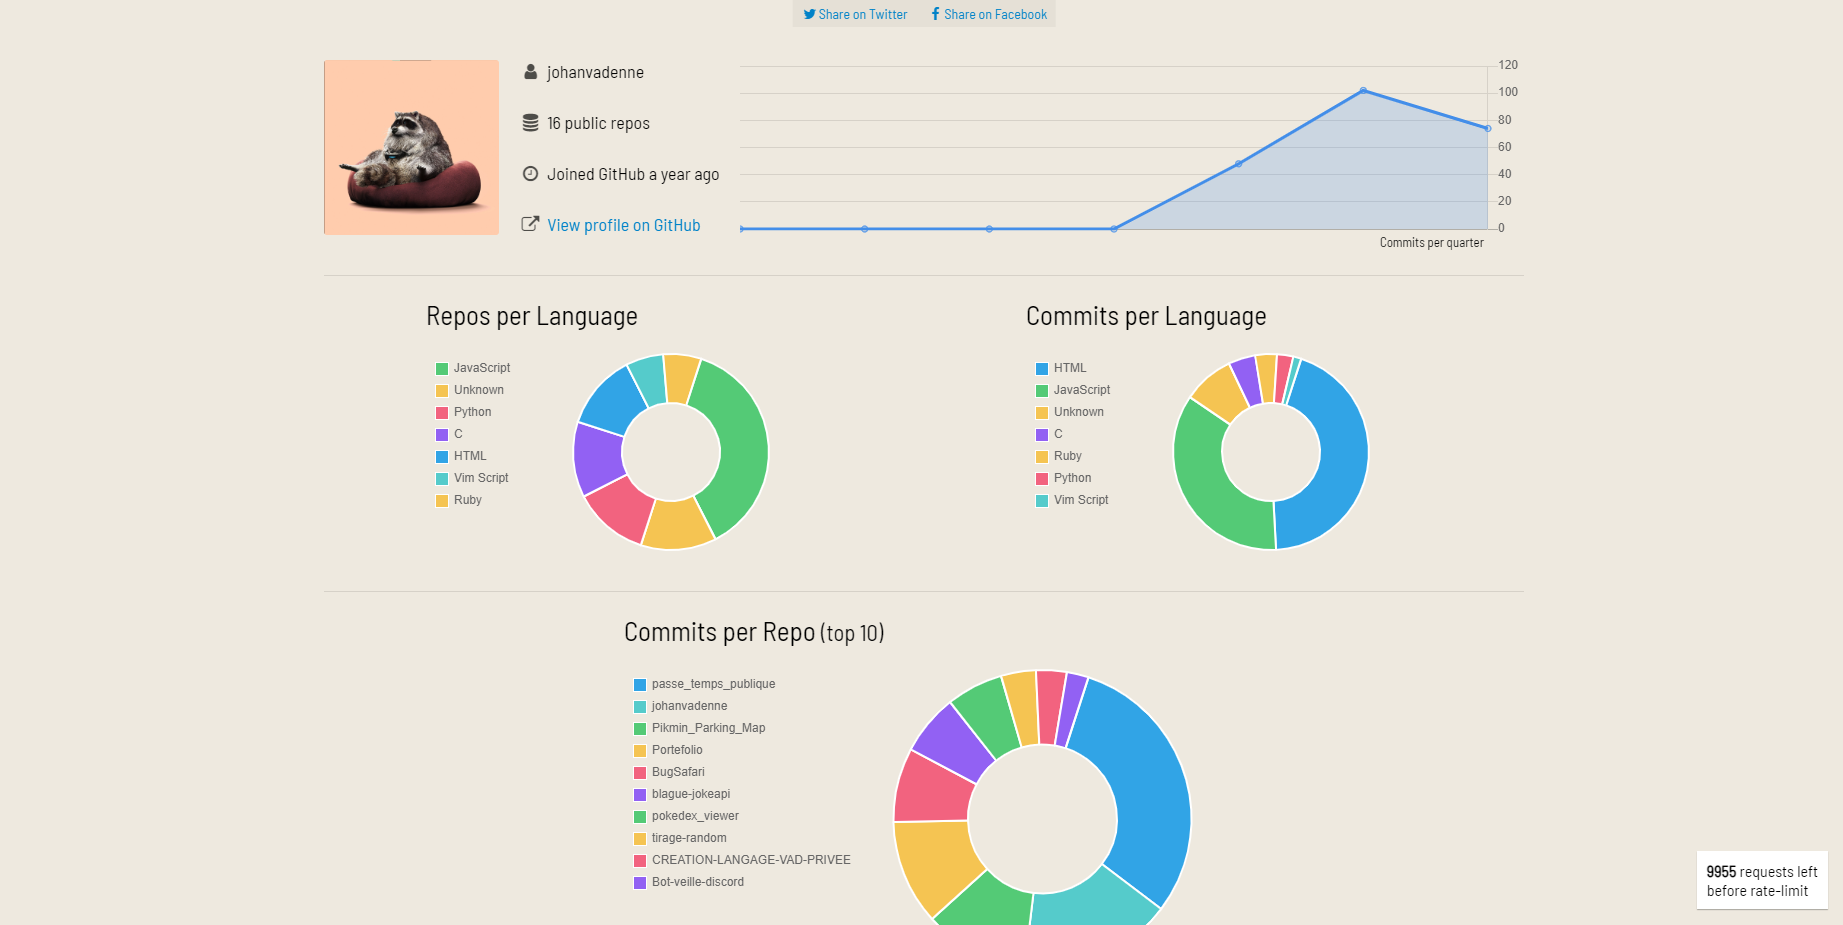 Share on Twitter
Share on Facebook
johanvadenne
16 public repos
Joined GitHub a year ago
View profile on GitHub
120
100
80
60
40
20
0
Commits per quarter
Repos per Language
JavaScript
Unknown
Python
C
HTML
Vim Script
Ruby
Commits per Language
HTML
JavaScript
Unknown
C
Ruby
Python
Vim Script
Commits per Repo (top 10)
passe_temps_publique
johanvadenne
Pikmin_Parking_Map
Portefolio
BugSafari
blague-jokeapi
pokedex_viewer
tirage-random
CREATION-LANGAGE-VAD-PRIVEE
Bot-veille-discord
9955 requests left
before rate-limit